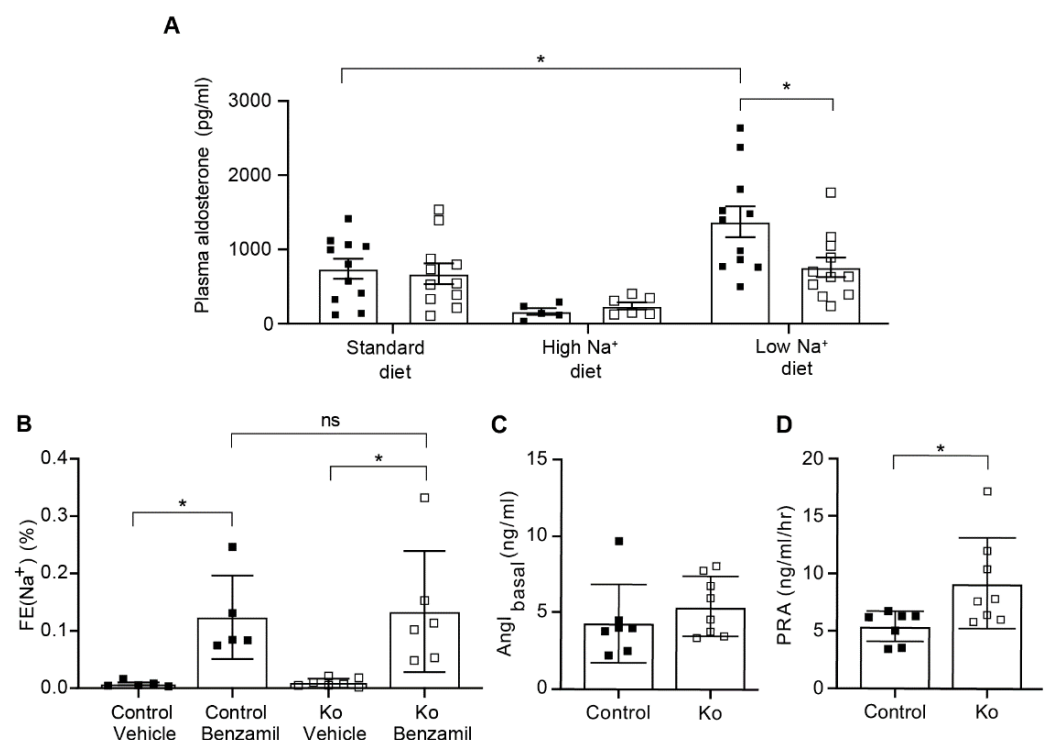 A
*
*
Plasma aldosterone (pg/ml)
3000
2000
1000
0
Standard diet
High Na⁺ diet
Low Na⁺ diet
B
ns
*
*
FE(Na⁺) (%)
0.4
0.3
0.2
0.1
0.0
Control Vehicle
Control Benzamil
Ko Vehicle
Ko Benzamil
C
AngI basal (ng/ml)
15
10
5
0
Control
Ko
D
*
PRA (ng/ml/hr)
20
15
10
5
0
Control
Ko